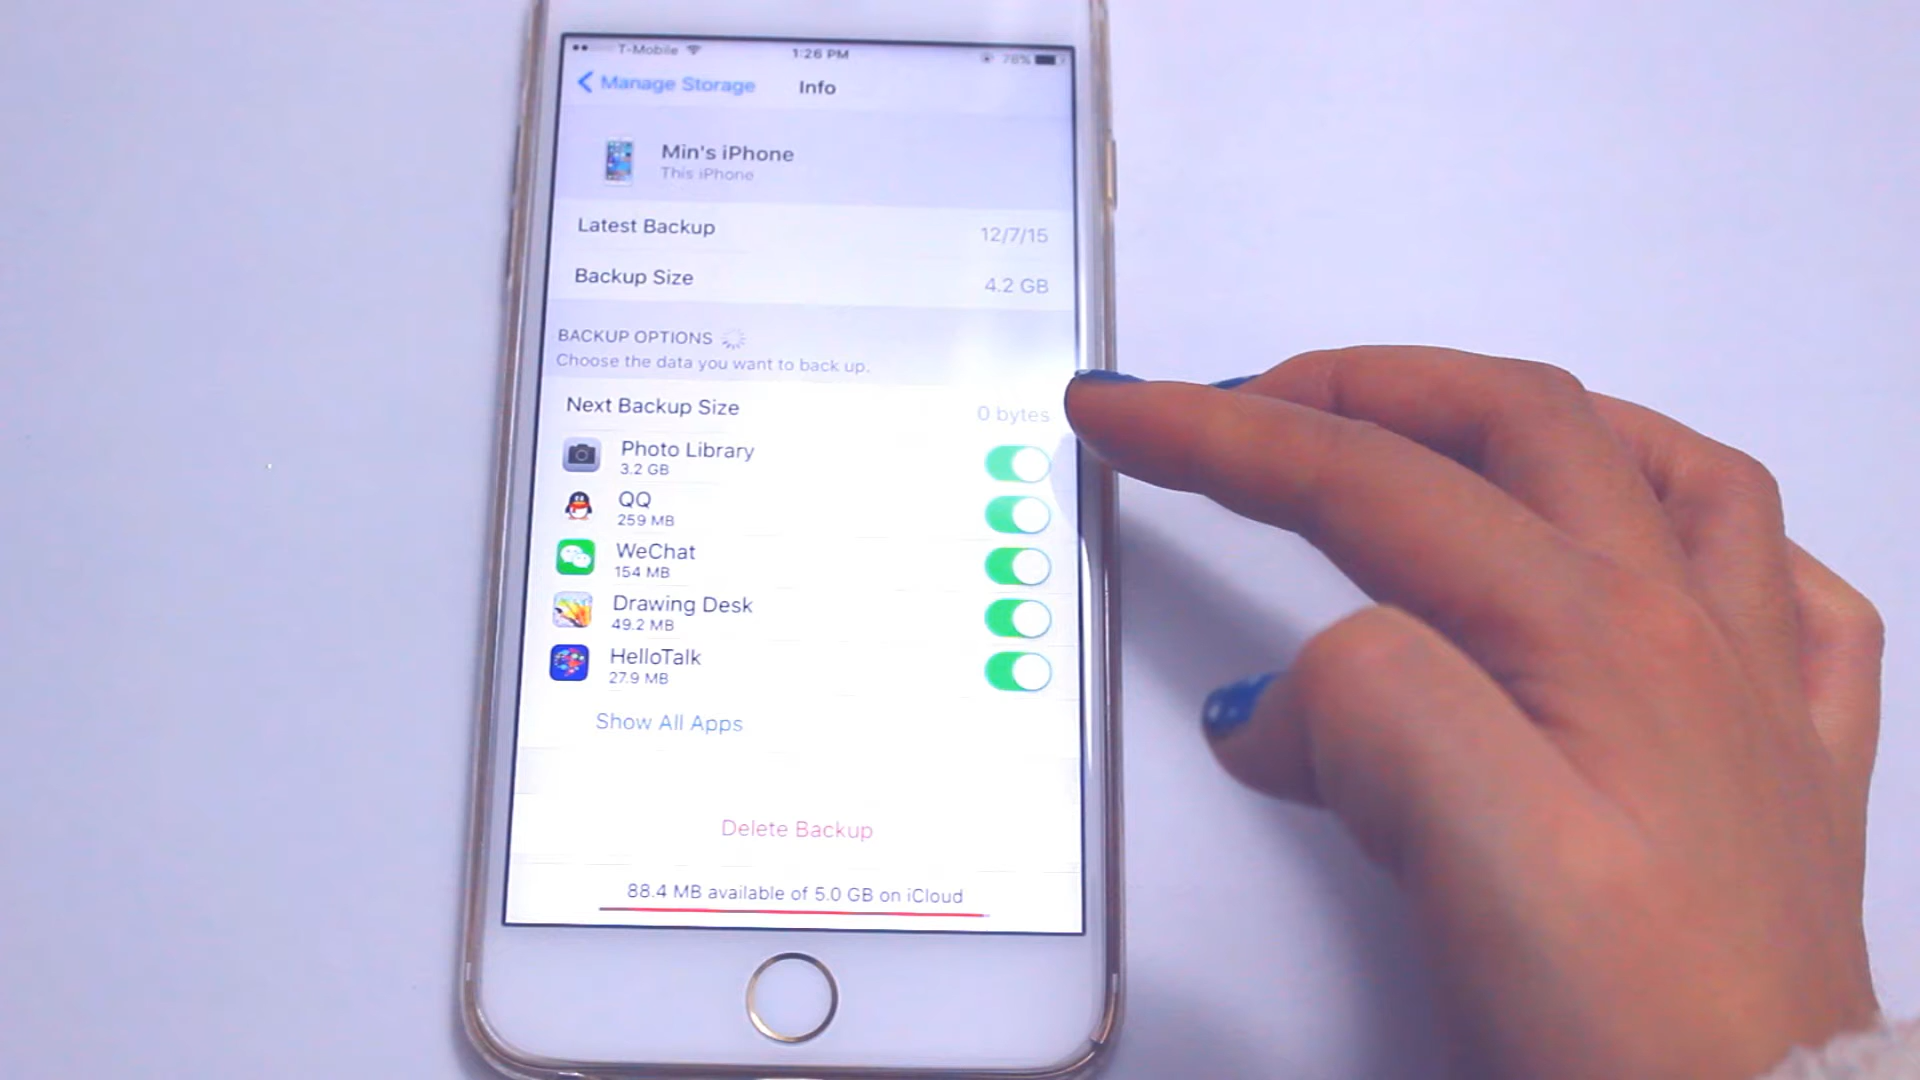 T-Mobile 1:26 PM 78%
Manage Storage Info
Min's iPhone
This iPhone
Latest Backup 12/7/15
Backup Size 4.2 GB
BACKUP OPTIONS
Choose the data you want to back up.
Next Backup Size 0 bytes
Photo Library
3.2 GB
QQ
259 MB
WeChat
154 MB
Drawing Desk
49.2 MB
HelloTalk
27.9 MB
Show All Apps
Delete Backup
88.4 MB available of 5.0 GB on iCloud